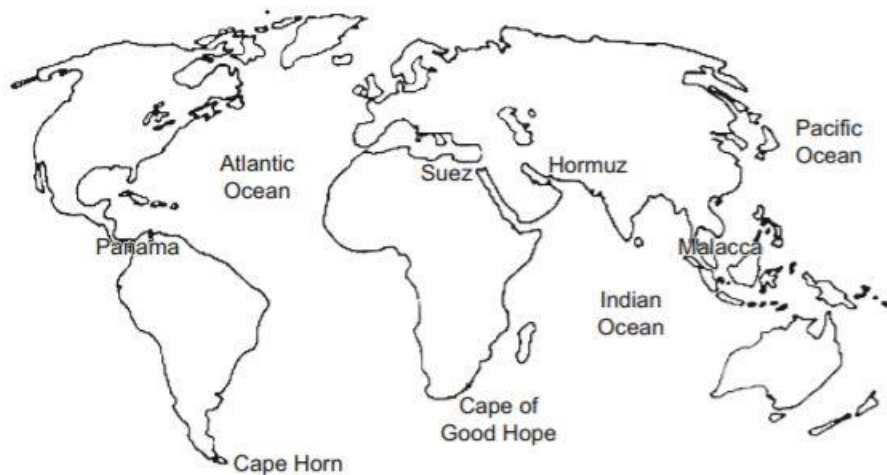 Pacific
Ocean
Atlantic
Ocean
Suez
Hormuz
Panama
Malacca
Indian
Ocean
Cape of
Good Hope
Cape Horn